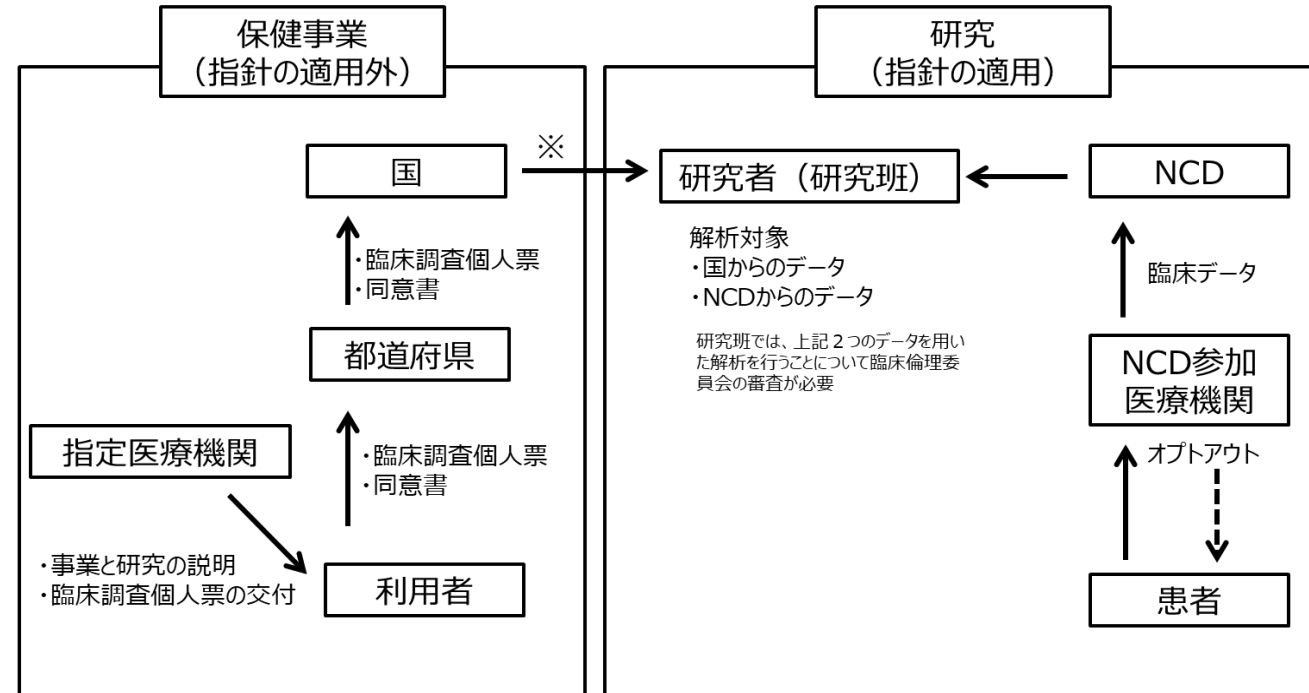 保健事業
（指針の適用外）
国
※
・臨床調査個人票
・同意書
都道府県
指定医療機関
・臨床調査個人票
・同意書
・事業と研究の説明
・臨床調査個人票の交付
利用者
研究
（指針の適用）
研究者（研究班）
NCD
解析対象
・国からのデータ
・NCDからのデータ
臨床データ
研究班では、上記２つのデータを用い
た解析を行うことについて臨床倫理委
員会の審査が必要
NCD参加
医療機関
オプトアウト
患者